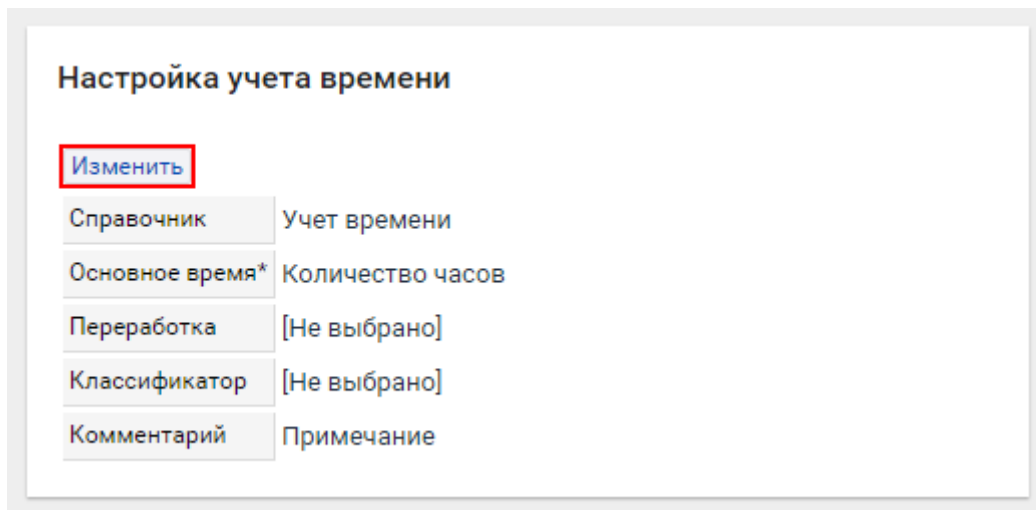 Настройка учета времени
Изменить
Справочник Учет времени
Основное время* Количество часов
Переработка [Не выбрано]
Классификатор [Не выбрано]
Комментарий Примечание